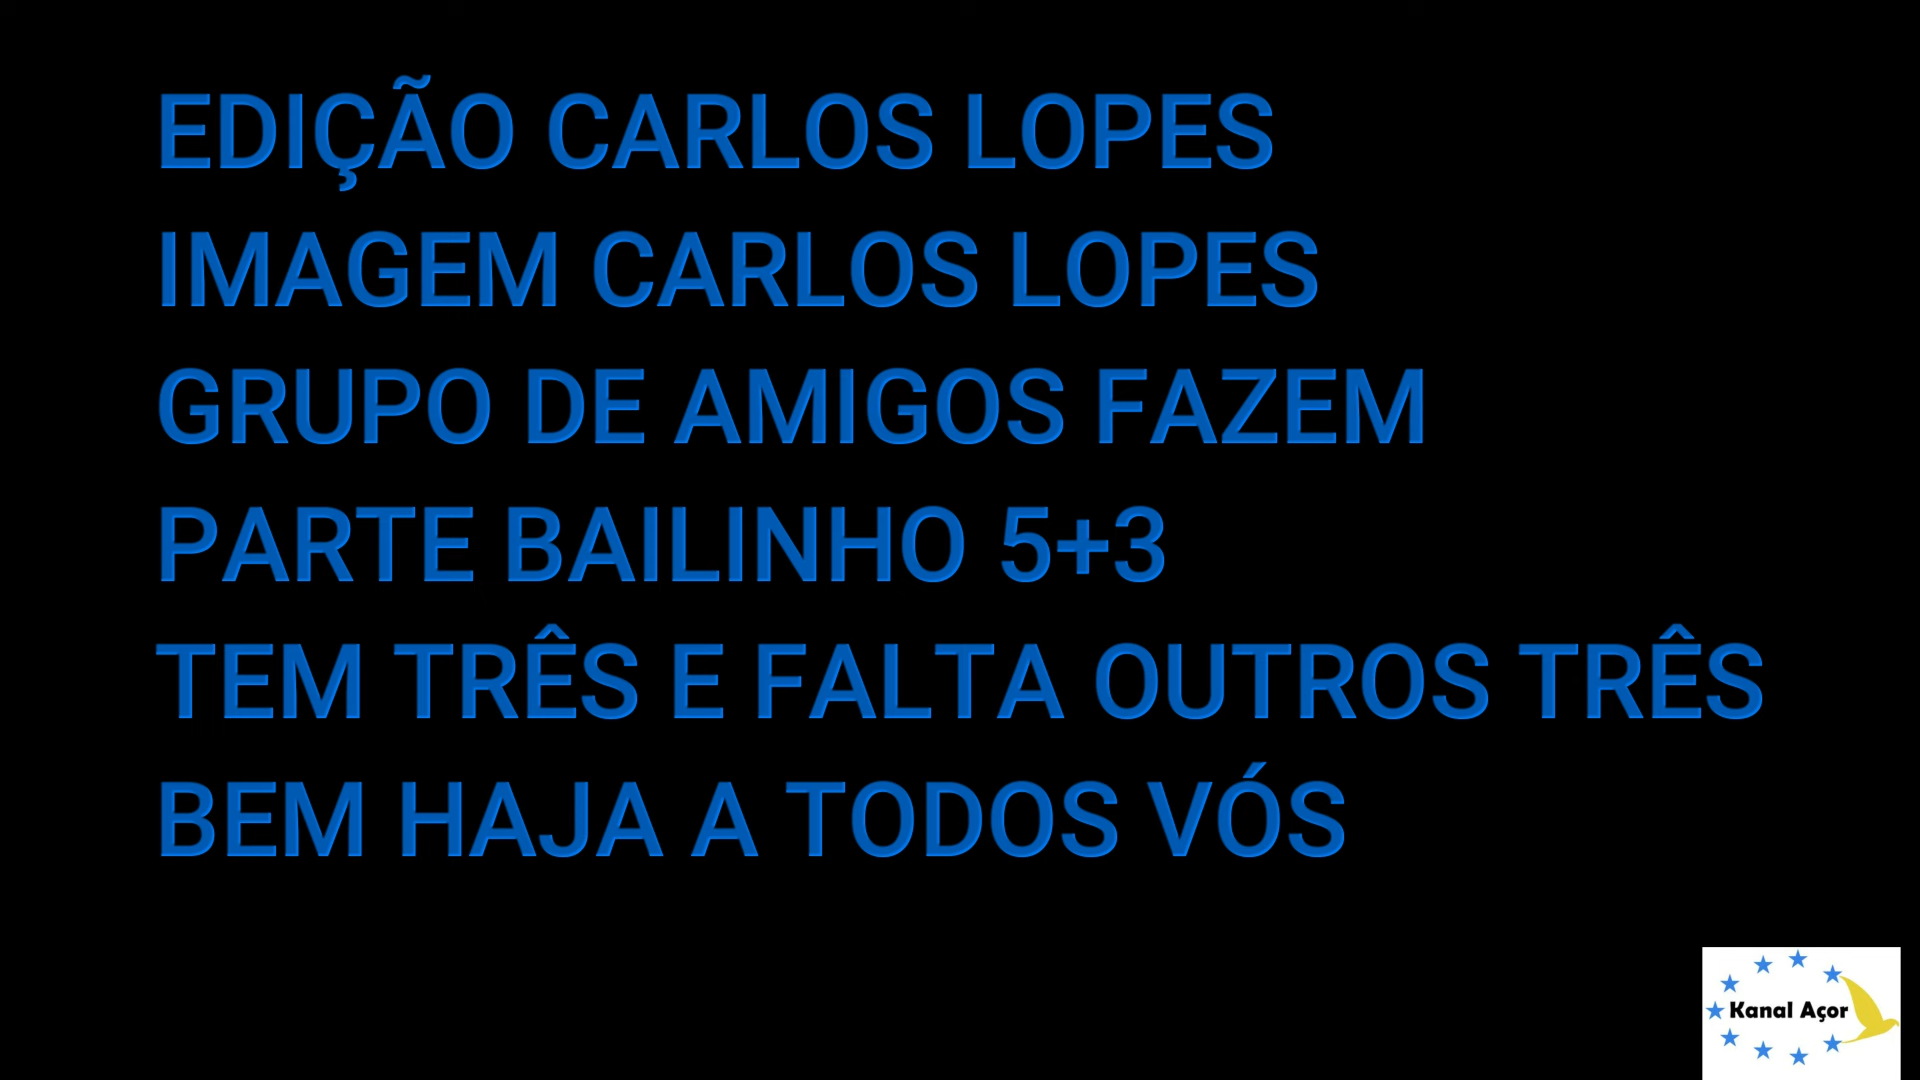 EDIÇÃO CARLOS LOPES
IMAGEM CARLOS LOPES
GRUPO DE AMIGOS FAZEM
PARTE BAILINHO 5+3
TEM TRÊS E FALTA OUTROS TRÊS
BEM HAJA A TODOS VÓS
Kanal Açor